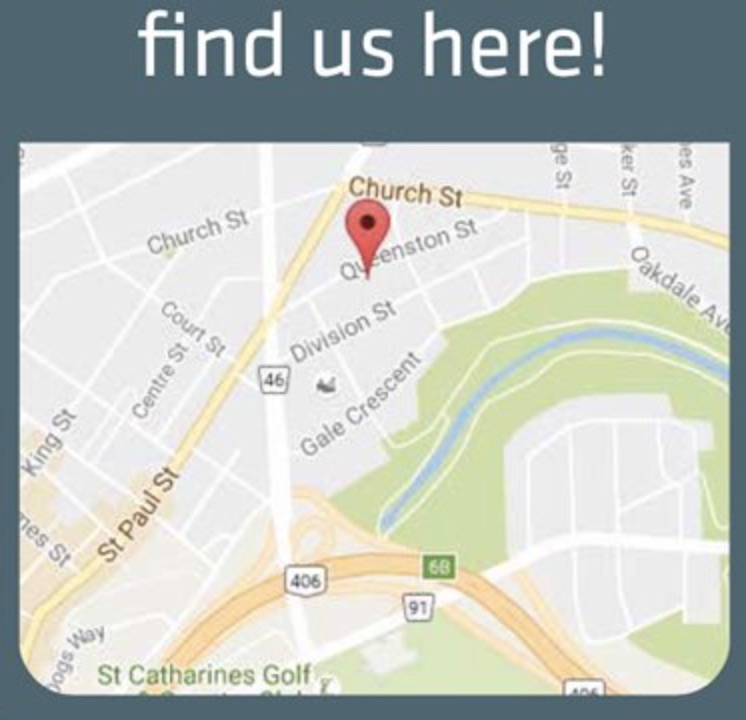 find us here!
Church St
ge St
ker St
es Ave
Church St
Queenston St
Oakdale Ave
Court St
Division St
Centre St
46
Gale Crescent
King St
St Paul St
mes St
406
6B
91
ogs Way
St Catharines Golf
406